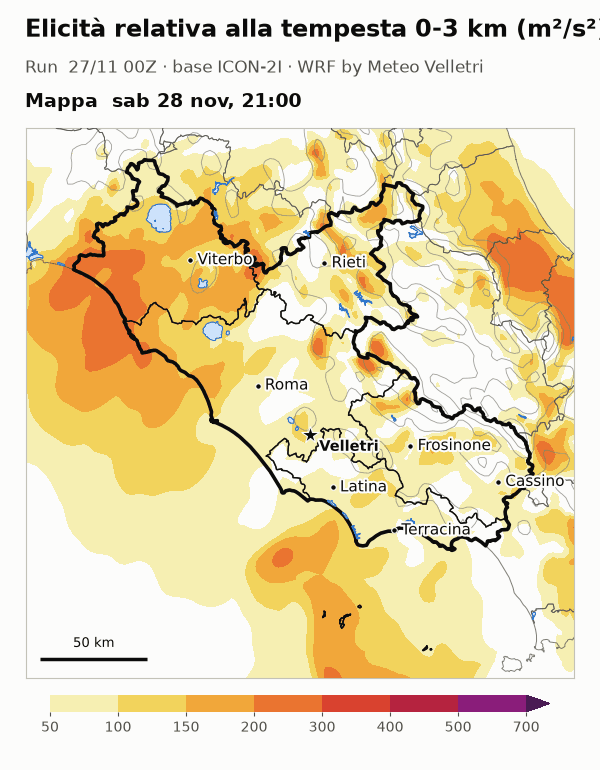 Elicità relativa alla tempesta 0-3 km (m²/s²)
Run  27/11 00Z · base ICON-2I · WRF by Meteo Velletri
Mappa  sab 28 nov, 21:00
Viterbo
Rieti
Roma
Velletri
Frosinone
Latina
Cassino
Terracina
50 km
50 100 150 200 300 400 500 700